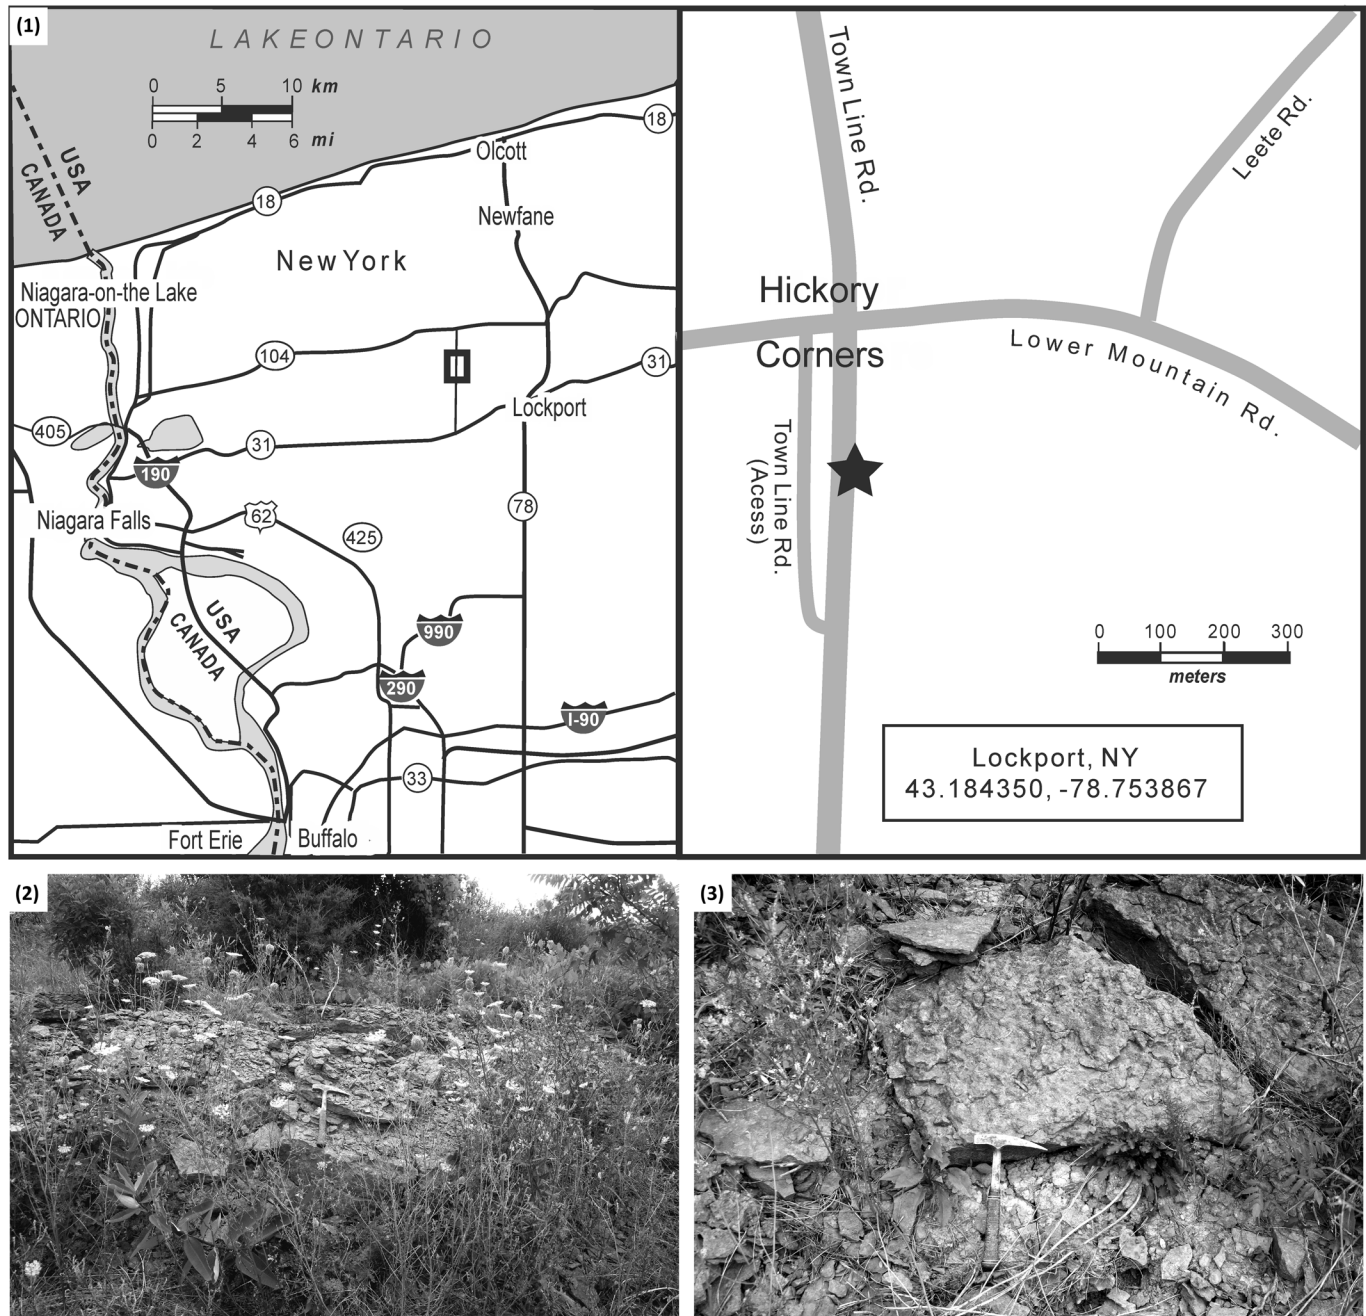 (1)
LAKEONTARIO
0 5 10 km
0 2 4 6 mi
USA
CANADA
18
Olcott
18
Newfane
NewYork
Niagara-on-the Lake
ONTARIO
104
31
Lockport
405
31
190
78
Niagara Falls
62
425
USA
CANADA
990
290
I-90
33
Fort Erie
Buffalo
Town Line Rd.
Leete Rd.
Hickory
Corners
Lower Mountain Rd.
Town Line Rd.
(Acess)
0 100 200 300
meters
Lockport, NY
43.184350, -78.753867
(2)
(3)